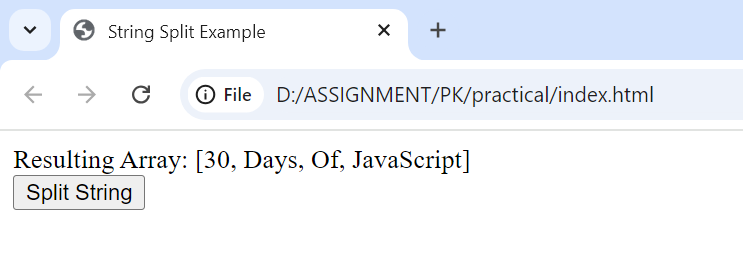 String Split Example
File D:/ASSIGNMENT/PK/practical/index.html
Resulting Array: [30, Days, Of, JavaScript]
Split String